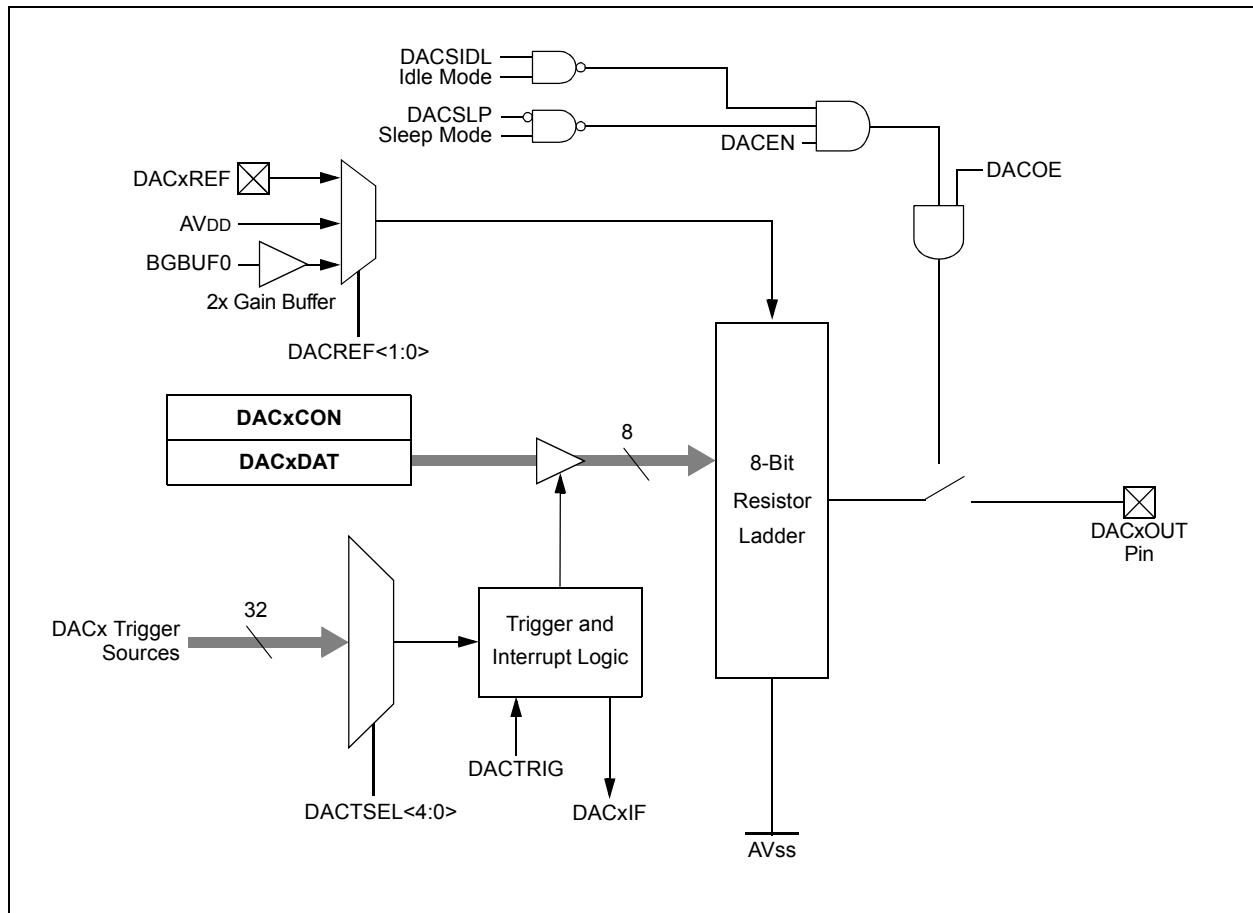 DACSIDL
Idle Mode
DACSLP
Sleep Mode
DACEN
DACxREF
DACOE
AVDD
BGBUF0
2x Gain Buffer
DACREF<1:0>
DACxCON
DACxDAT
8
8-Bit
Resistor
Ladder
DACxOUT
Pin
32
DACx Trigger
Sources
Trigger and
Interrupt Logic
DACTRIG
DACTSEL<4:0>
DACxIF
AVss